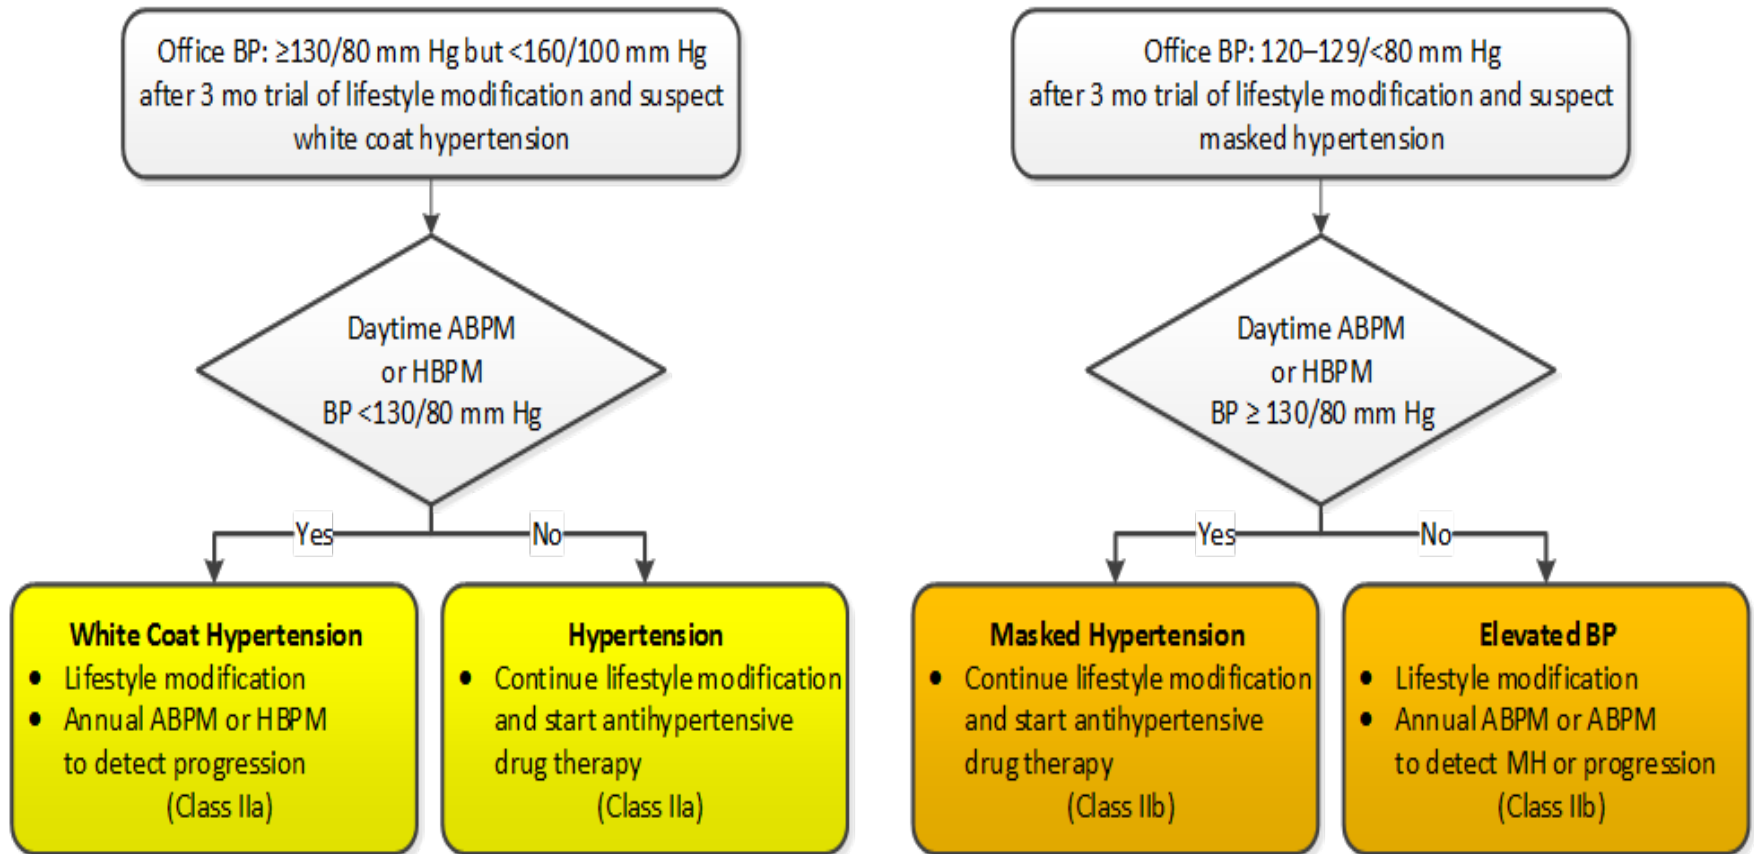 Office BP: ≥130/80 mm Hg but <160/100 mm Hg
after 3 mo trial of lifestyle modification and suspect
white coat hypertension
Daytime ABPM
or HBPM
BP <130/80 mm Hg
Yes
No
White Coat Hypertension
• Lifestyle modification
• Annual ABPM or HBPM
to detect progression
(Class IIa)
Hypertension
• Continue lifestyle modification
and start antihypertensive
drug therapy
(Class IIa)
Office BP: 120–129/<80 mm Hg
after 3 mo trial of lifestyle modification and suspect
masked hypertension
Daytime ABPM
or HBPM
BP ≥ 130/80 mm Hg
Yes
No
Masked Hypertension
• Continue lifestyle modification
and start antihypertensive
drug therapy
(Class IIb)
Elevated BP
• Lifestyle modification
• Annual ABPM or ABPM
to detect MH or progression
(Class IIb)